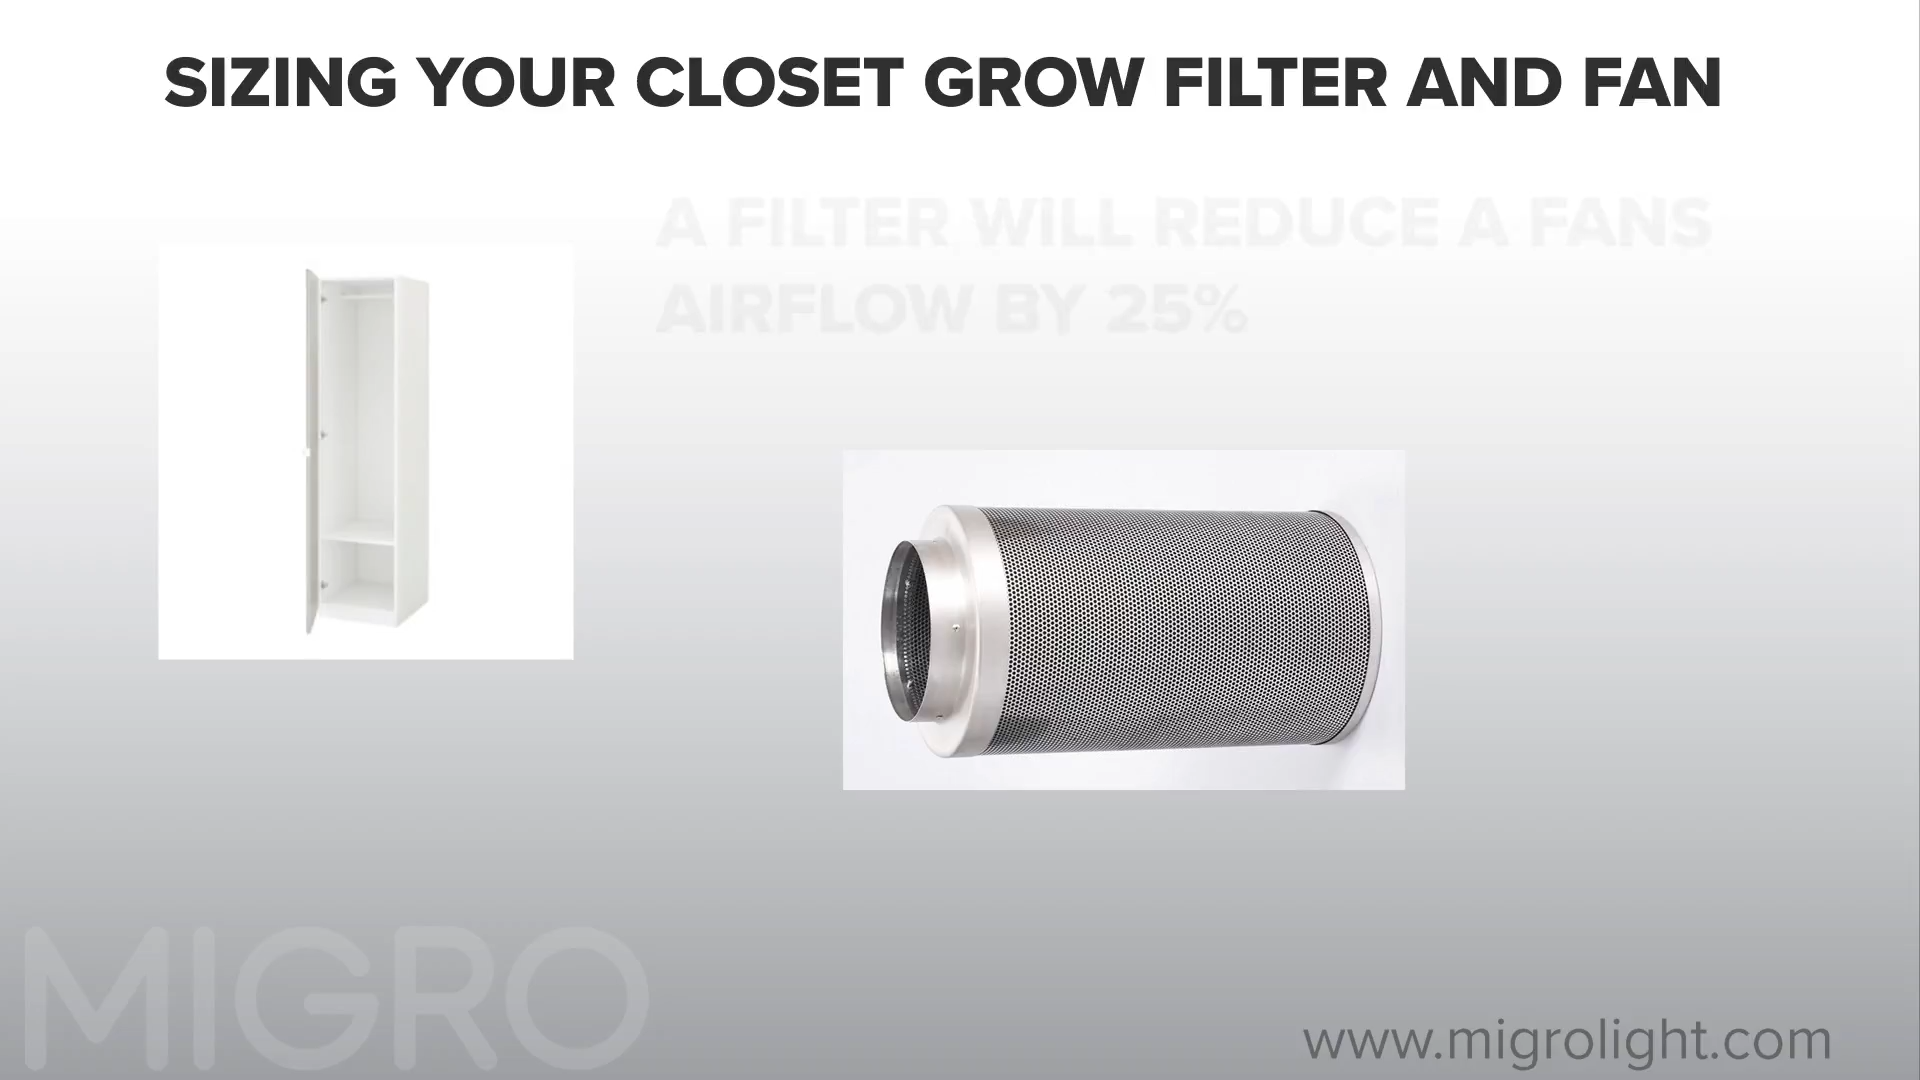 SIZING YOUR CLOSET GROW FILTER AND FAN
A FILTER WILL REDUCE A FANS
AIRFLOW BY 25%
MIGRO
www.migrolight.com